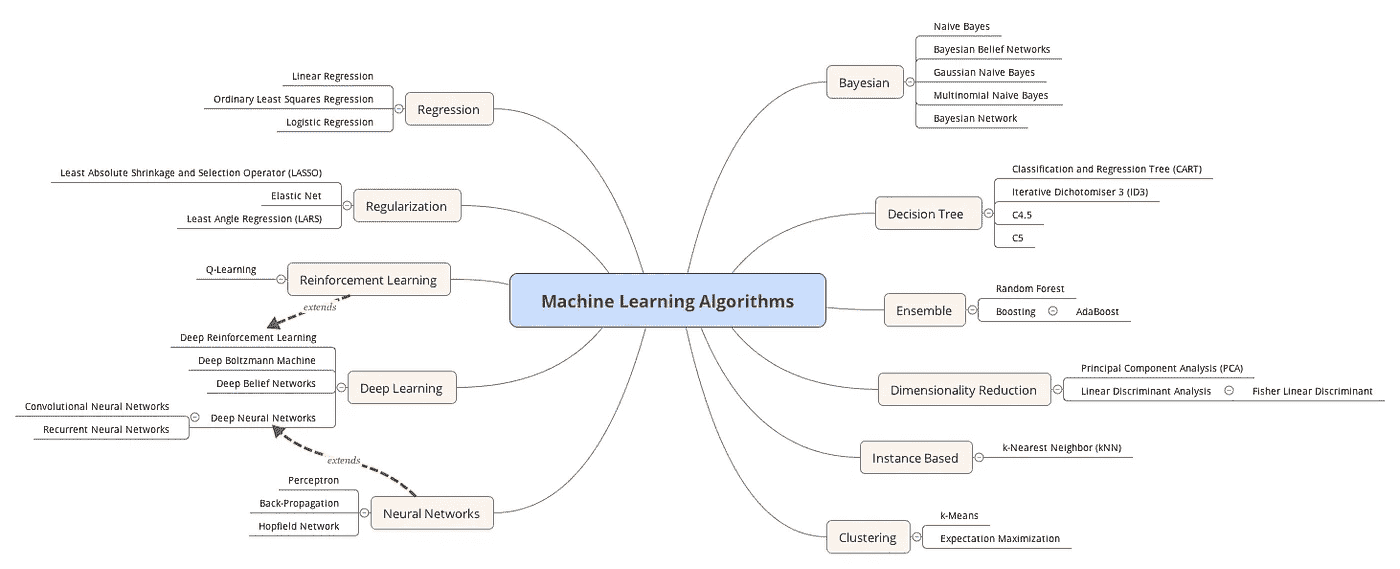 Machine Learning Algorithms
Regression
Linear Regression
Ordinary Least Squares Regression
Logistic Regression
Regularization
Least Absolute Shrinkage and Selection Operator (LASSO)
Elastic Net
Least Angle Regression (LARS)
Reinforcement Learning
Q-Learning
extends
Deep Learning
Deep Reinforcement Learning
Deep Boltzmann Machine
Deep Belief Networks
Deep Neural Networks
Convolutional Neural Networks
Recurrent Neural Networks
extends
Neural Networks
Perceptron
Back-Propagation
Hopfield Network
Bayesian
Naive Bayes
Bayesian Belief Networks
Gaussian Naive Bayes
Multinomial Naive Bayes
Bayesian Network
Decision Tree
Classification and Regression Tree (CART)
Iterative Dichotomiser 3 (ID3)
C4.5
C5
Ensemble
Random Forest
Boosting
AdaBoost
Dimensionality Reduction
Principal Component Analysis (PCA)
Linear Discriminant Analysis
Fisher Linear Discriminant
Instance Based
k-Nearest Neighbor (kNN)
Clustering
k-Means
Expectation Maximization